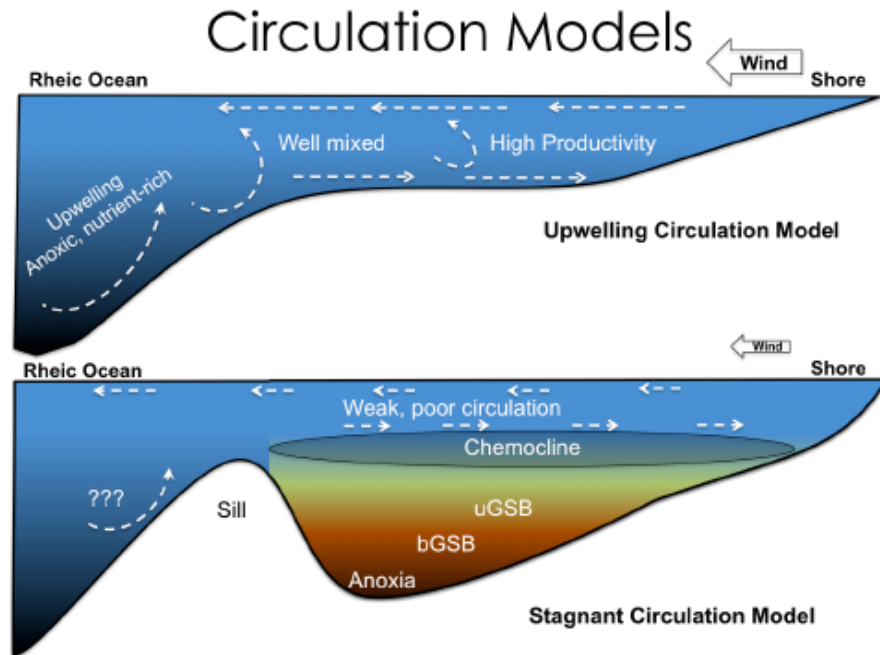 Circulation Models
Wind
Rheic Ocean
Shore
Well mixed
High Productivity
Upwelling
Anoxic, nutrient-rich
Upwelling Circulation Model
Wind
Rheic Ocean
Shore
Weak, poor circulation
Chemocline
???
Sill
uGSB
bGSB
Anoxia
Stagnant Circulation Model